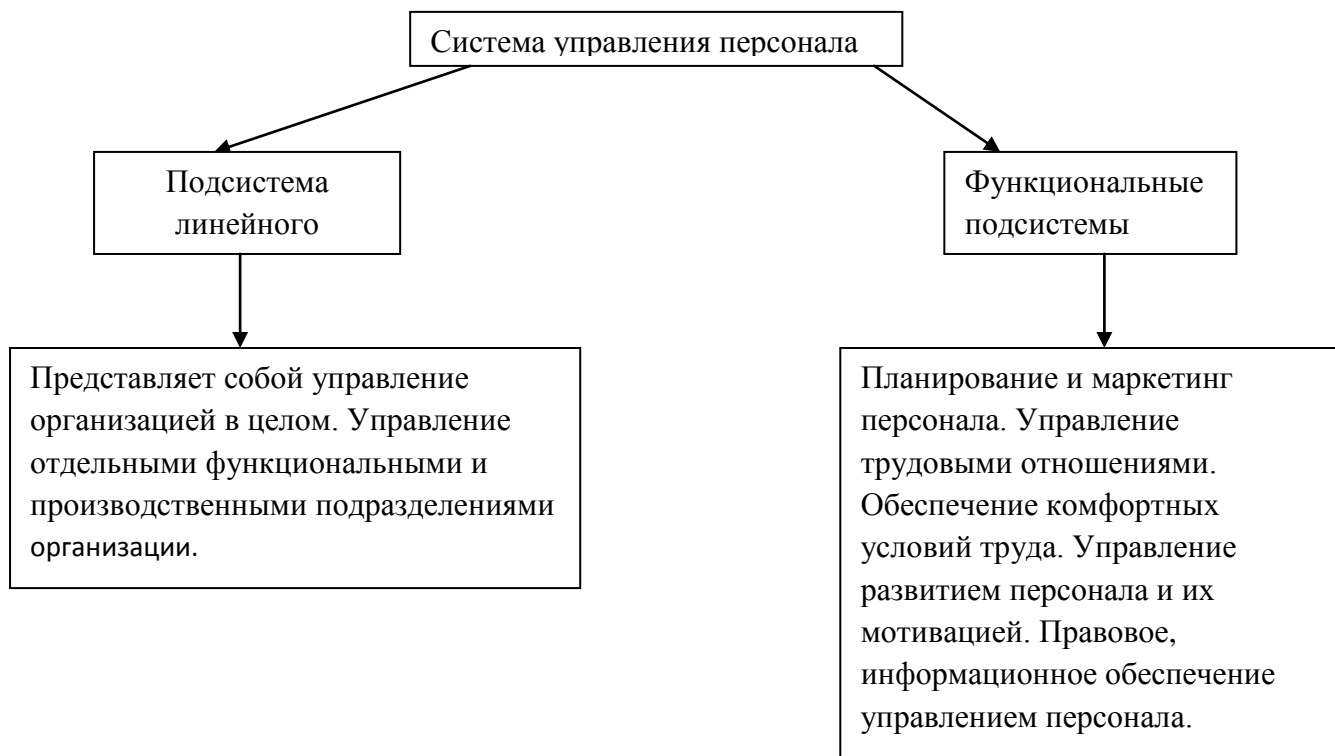 Система управления персонала
Подсистема
линейного
Функциональные
подсистемы
Представляет собой управление
организацией в целом. Управление
отдельными функциональными и
производственными подразделениями
организации.
Планирование и маркетинг
персонала. Управление
трудовыми отношениями.
Обеспечение комфортных
условий труда. Управление
развитием персонала и их
мотивацией. Правовое,
информационное обеспечение
управлением персонала.